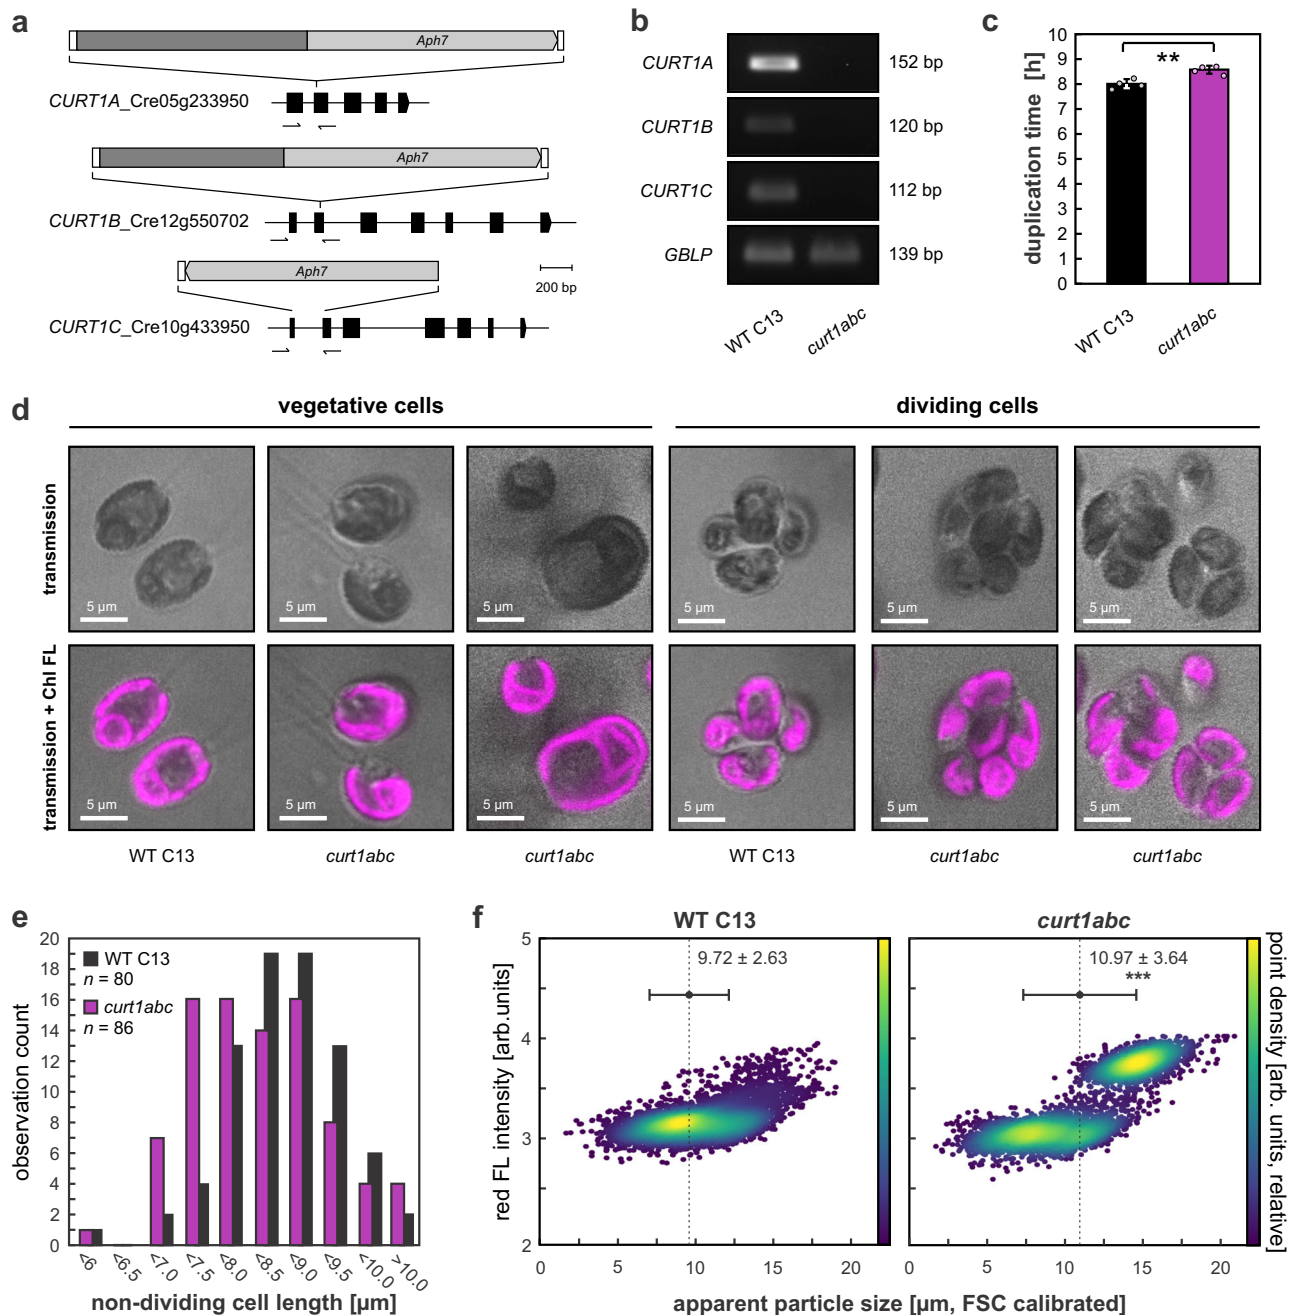 a
Aph7
CURT1A_Cre05g233950
Aph7
CURT1B_Cre12g550702
Aph7
200 bp
CURT1C_Cre10g433950
b
CURT1A 152 bp
CURT1B 120 bp
CURT1C 112 bp
GBLP 139 bp
WT C13 curt1abc
c
duplication time [h]
10
9
8
7
6
5
4
3
2
1
0
**
WT C13 curt1abc
d
vegetative cells dividing cells
transmission
5 µm 5 µm 5 µm 5 µm 5 µm 5 µm
transmission + Chl FL
5 µm 5 µm 5 µm 5 µm 5 µm 5 µm
WT C13 curt1abc curt1abc WT C13 curt1abc curt1abc
e
observation count
20
18
16
14
12
10
8
6
4
2
0
WT C13
n = 80
curt1abc
n = 86
<6 <6.5 <7.0 <7.5 <8.0 <8.5 <9.0 <9.5 <10.0 >10.0
non-dividing cell length [µm]
f
WT C13 curt1abc
red FL intensity [arb.units]
5
4
3
2
9.72 ± 2.63
10.97 ± 3.64
***
0 5 10 15 20 0 5 10 15 20
apparent particle size [µm, FSC calibrated]
point density [arb. units, relative]